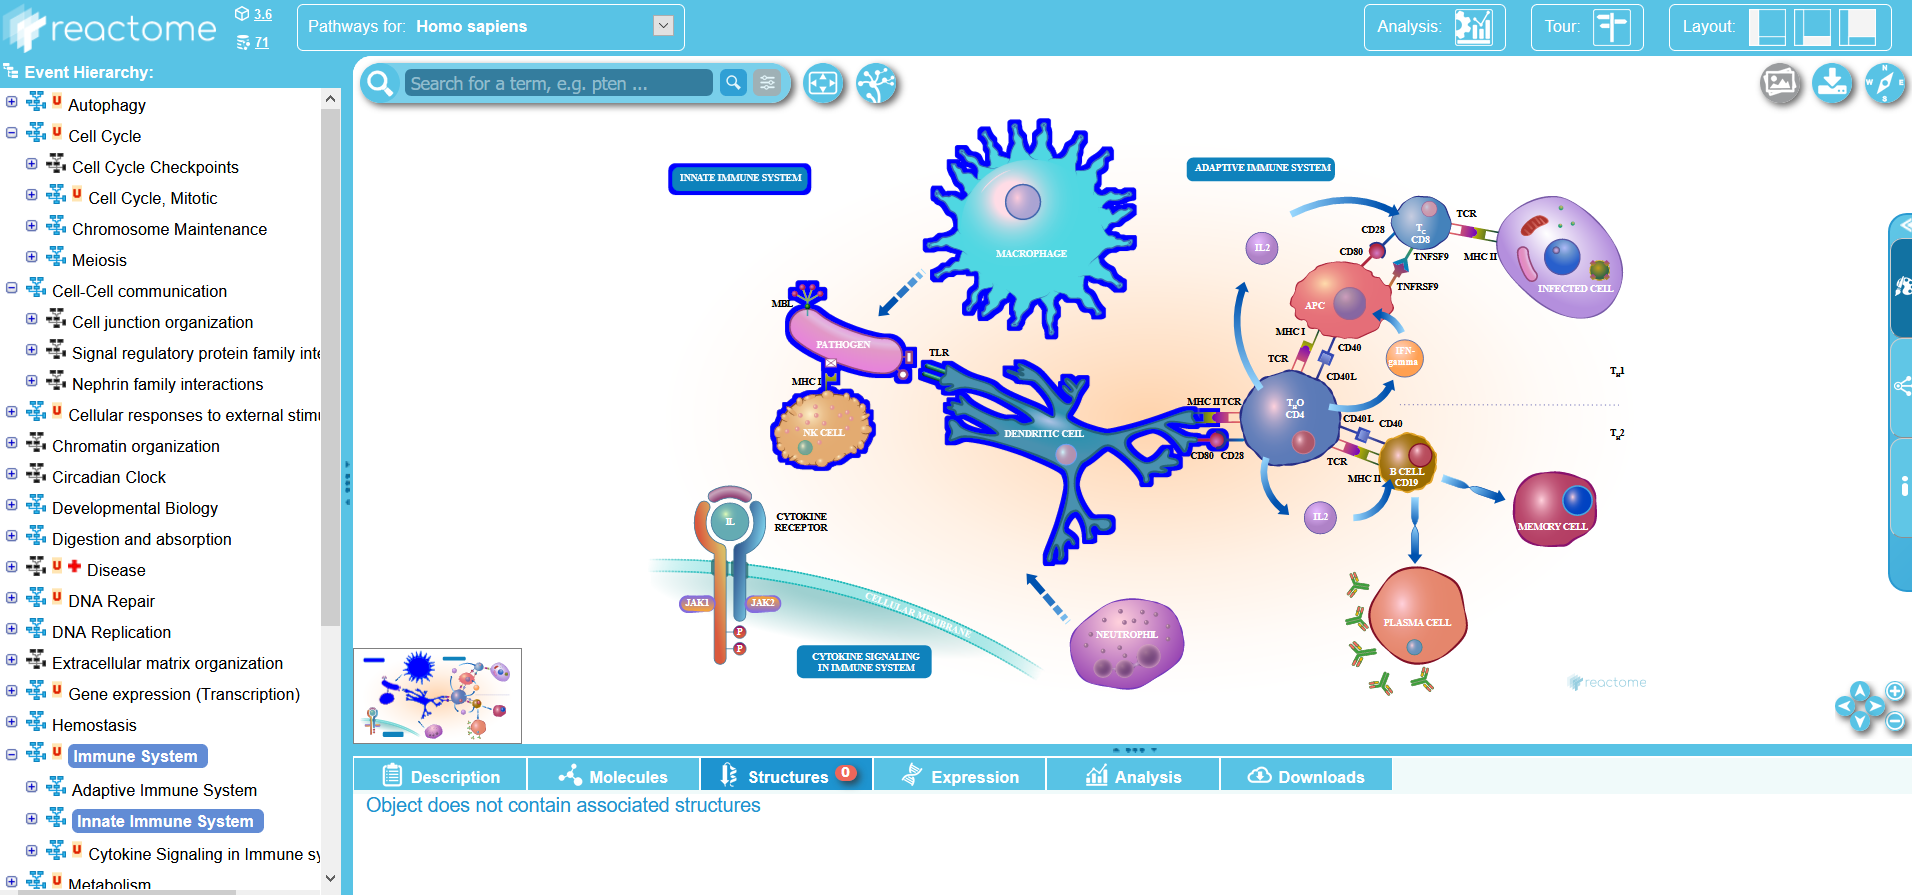 reactome
3.6
71
Pathways for: Homo sapiens
Analysis:
Tour:
Layout:
Event Hierarchy:
Autophagy
Cell Cycle
Cell Cycle Checkpoints
Cell Cycle, Mitotic
Chromosome Maintenance
Meiosis
Cell-Cell communication
Cell junction organization
Signal regulatory protein family inte
Nephrin family interactions
Cellular responses to external stimu
Chromatin organization
Circadian Clock
Developmental Biology
Digestion and absorption
Disease
DNA Repair
DNA Replication
Extracellular matrix organization
Gene expression (Transcription)
Hemostasis
Immune System
Adaptive Immune System
Innate Immune System
Cytokine Signaling in Immune sy
Metabolism
Search for a term, e.g. pten ...
N
W E
S
INNATE IMMUNE SYSTEM
MACROPHAGE
MBL
PATHOGEN
TLR
MHC I
NK CELL
DENDRITIC CELL
IL
CYTOKINE
RECEPTOR
JAK1
JAK2
P
P
CELLULAR MEMBRANE
CYTOKINE SIGNALING
IN IMMUNE SYSTEM
NEUTROPHIL
ADAPTIVE IMMUNE SYSTEM
IL2
TC
CD8
TCR
MHC II
INFECTED CELL
CD28
CD80
TNFSF9
TNFRSF9
APC
MHC I
TCR
CD40
CD40L
IFN-
gamma
TH1
TH2
MHC II TCR
CD80 CD28
TH0
CD4
CD40L CD40
TCR
MHC II
B CELL
CD19
IL2
MEMORY CELL
PLASMA CELL
reactome
Description
Molecules
Structures 0
Expression
Analysis
Downloads
Object does not contain associated structures